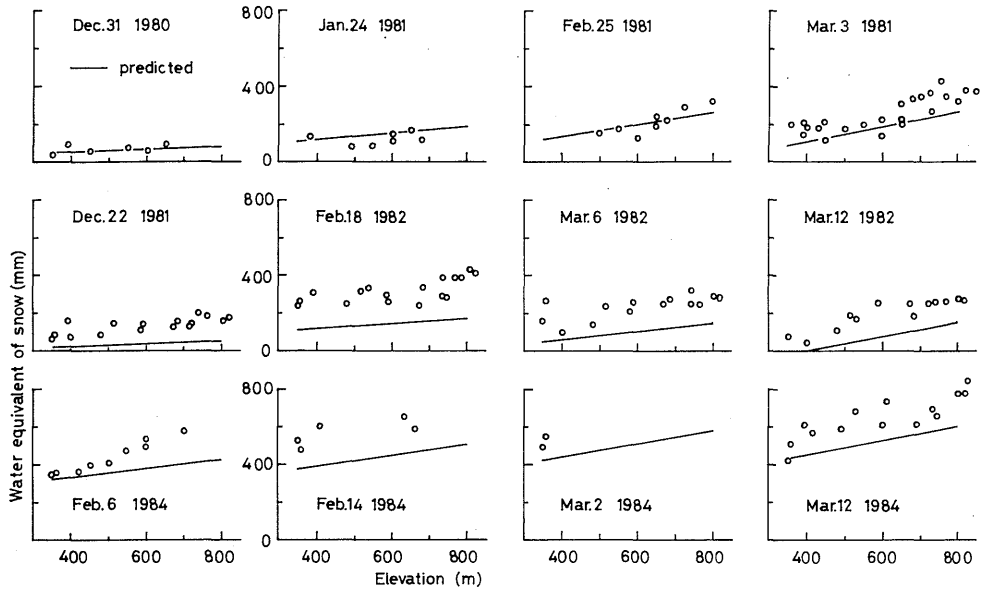 800
Dec.31 1980
Jan.24 1981
Feb.25 1981
Mar.3 1981
predicted
400
0
800
Dec.22 1981
Feb.18 1982
Mar.6 1982
Mar.12 1982
400
0
800
400
Feb.6 1984
Feb.14 1984
Mar.2 1984
Mar.12 1984
0
400 600 800
400 600 800
400 600 800
400 600 800
Water equivalent of snow (mm)
Elevation (m)